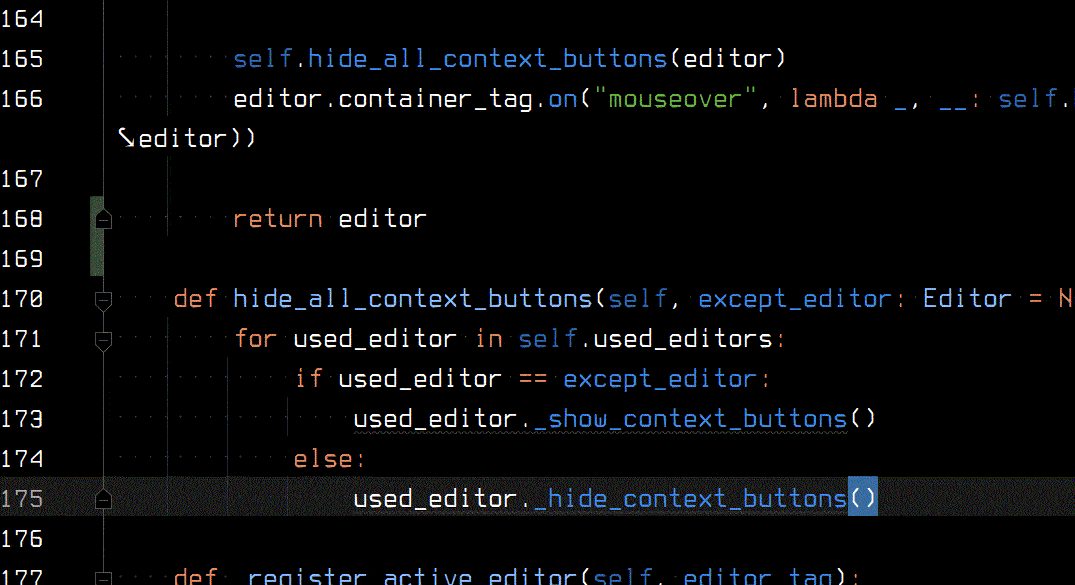 164
165 self.hide_all_context_buttons(editor)
166 editor.container_tag.on("mouseover", lambda _, __: self.
↘editor))
167
168 return editor
169
170 def hide_all_context_buttons(self, except_editor: Editor = N
171 for used_editor in self.used_editors:
172 if used_editor == except_editor:
173 used_editor._show_context_buttons()
174 else:
175 used_editor._hide_context_buttons()
176
177 def _register_active_editor(self, editor_tag):